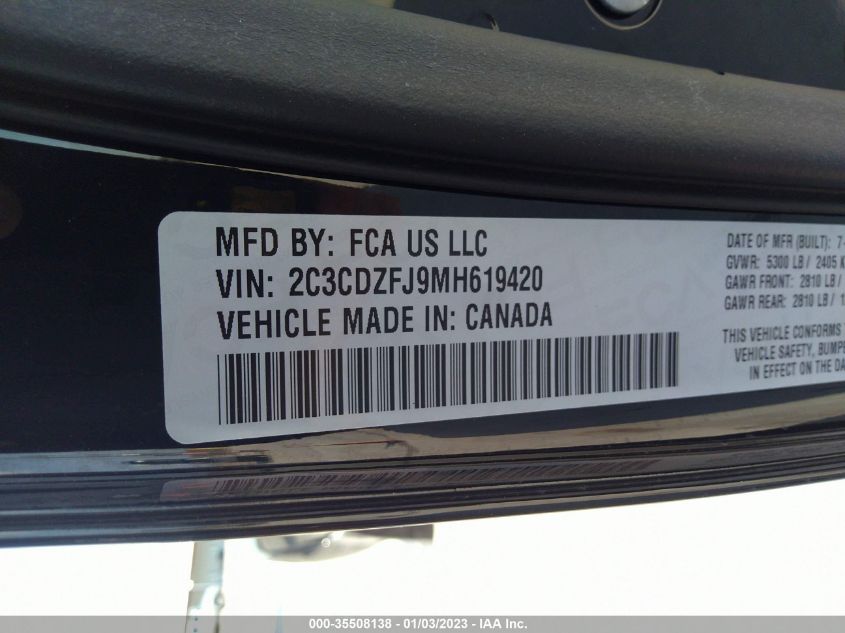 MFD BY: FCA US LLC
VIN: 2C3CDZFJ9MH619420
VEHICLE MADE IN: CANADA
DATE OF MFR (BUILT): 7-
GVWR: 5300 LB / 2405 K
GAWR FRONT: 2810 LB /
GAWR REAR: 2810 LB / 1
THIS VEHICLE CONFORMS T
VEHICLE SAFETY, BUMPE
IN EFFECT ON THE DA
000-35508138 - 01/03/2023 - IAA Inc.